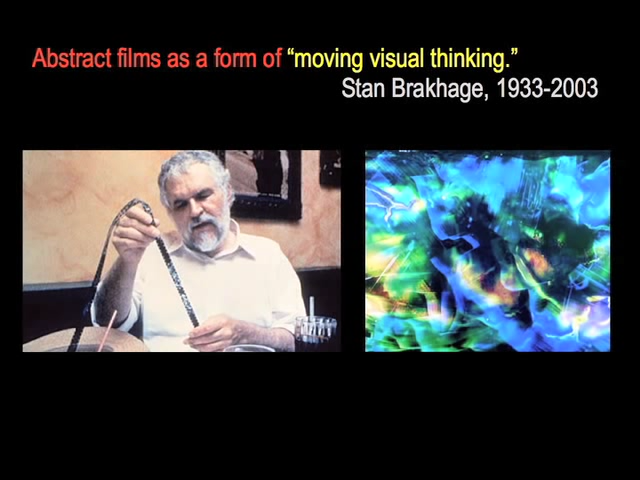 Abstract films as a form of “moving visual thinking.”
Stan Brakhage, 1933-2003